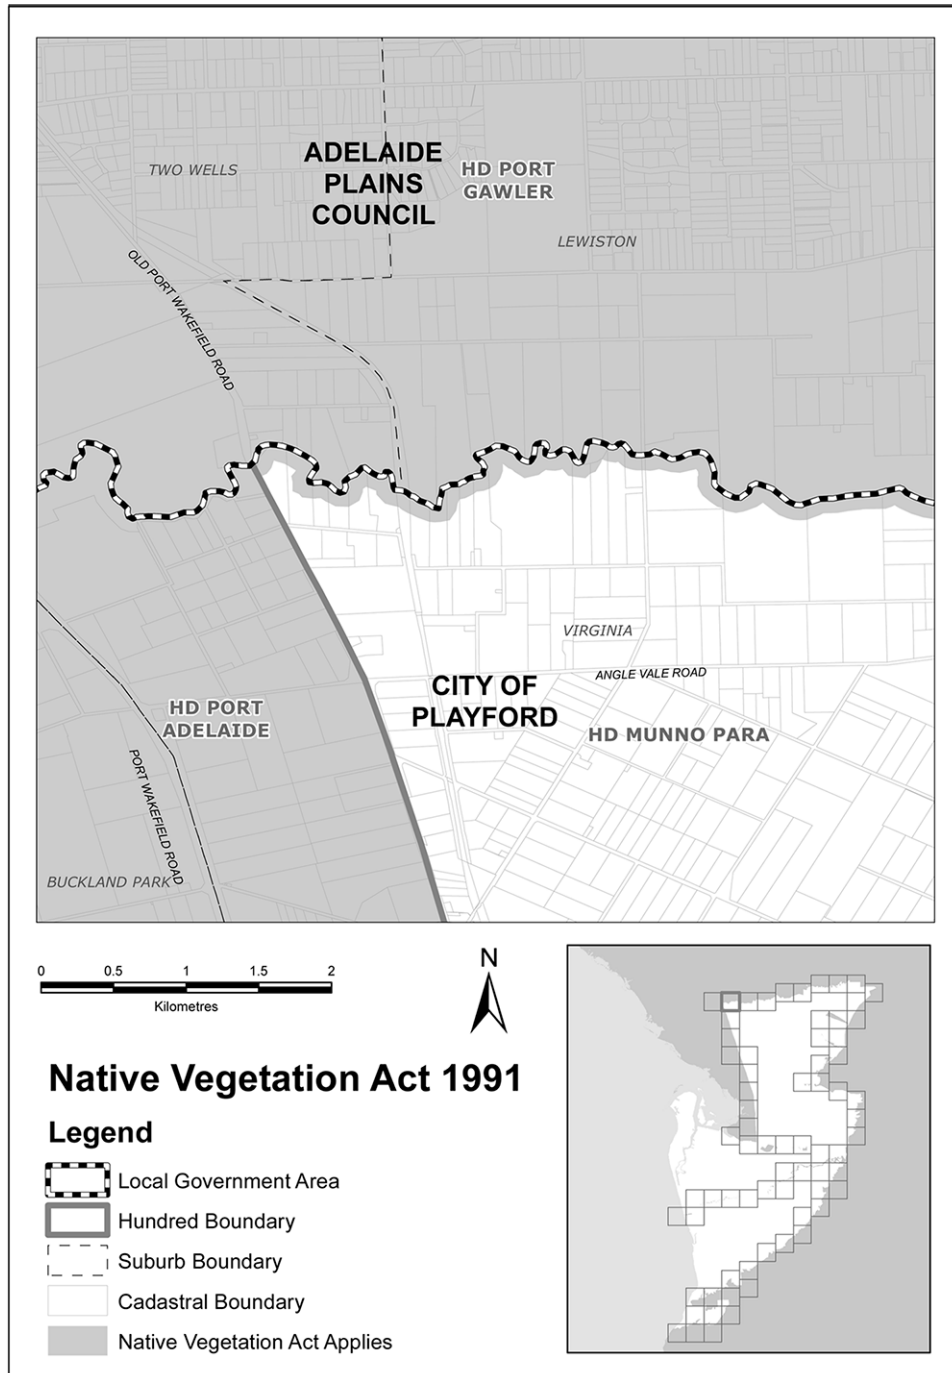 TWO WELLS
ADELAIDE
PLAINS
COUNCIL
HD PORT
GAWLER
LEWISTON
OLD PORT WAKEFIELD ROAD
VIRGINIA
ANGLE VALE ROAD
CITY OF
PLAYFORD
HD PORT
ADELAIDE
HD MUNNO PARA
PORT WAKEFIELD ROAD
BUCKLAND PARK
0 0.5 1 1.5 2
Kilometres
N
Native Vegetation Act 1991
Legend
Local Government Area
Hundred Boundary
Suburb Boundary
Cadastral Boundary
Native Vegetation Act Applies